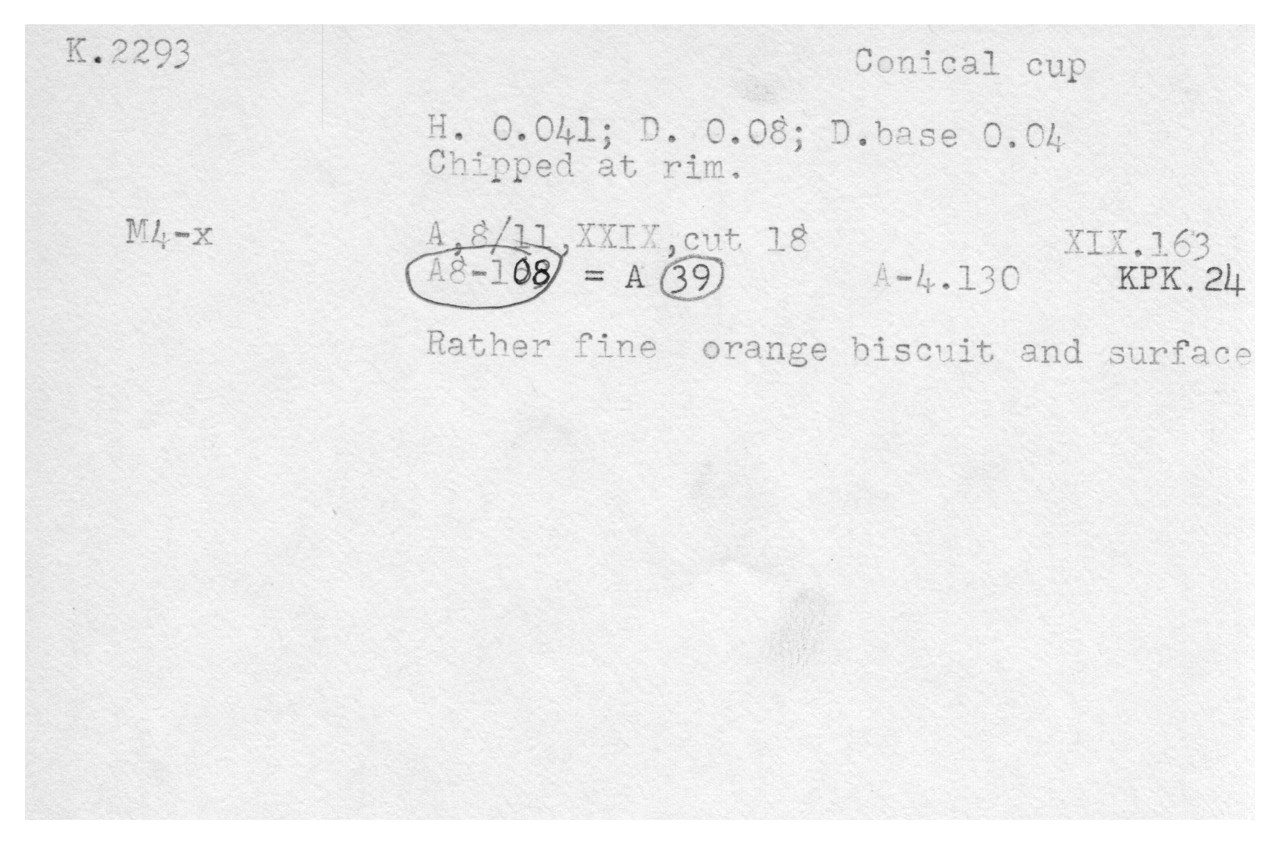 K.2293
Conical cup
H. 0.041; D. 0.08; D.base 0.04
Chipped at rim.
M4-x A,8/11,XXIX,cut 18 XIX.163
A8-108 = A 39 A-4.130 KPK.24
Rather fine orange biscuit and surface